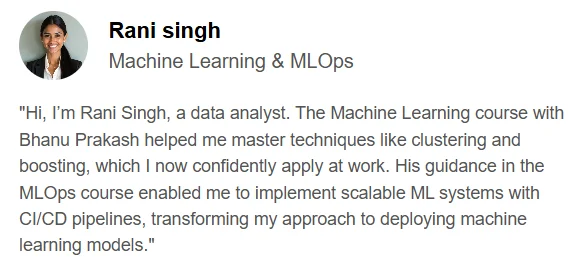 Rani singh
Machine Learning & MLOps
"Hi, I’m Rani Singh, a data analyst. The Machine Learning course with
Bhanu Prakash helped me master techniques like clustering and
boosting, which I now confidently apply at work. His guidance in the
MLOps course enabled me to implement scalable ML systems with
CI/CD pipelines, transforming my approach to deploying machine
learning models."